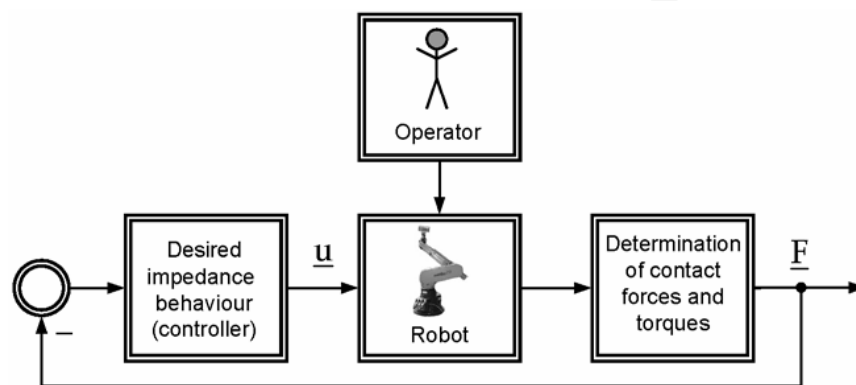 Operator
Desired
impedance
behaviour
(controller)
u
Robot
Determination
of contact
forces and
torques
F
–